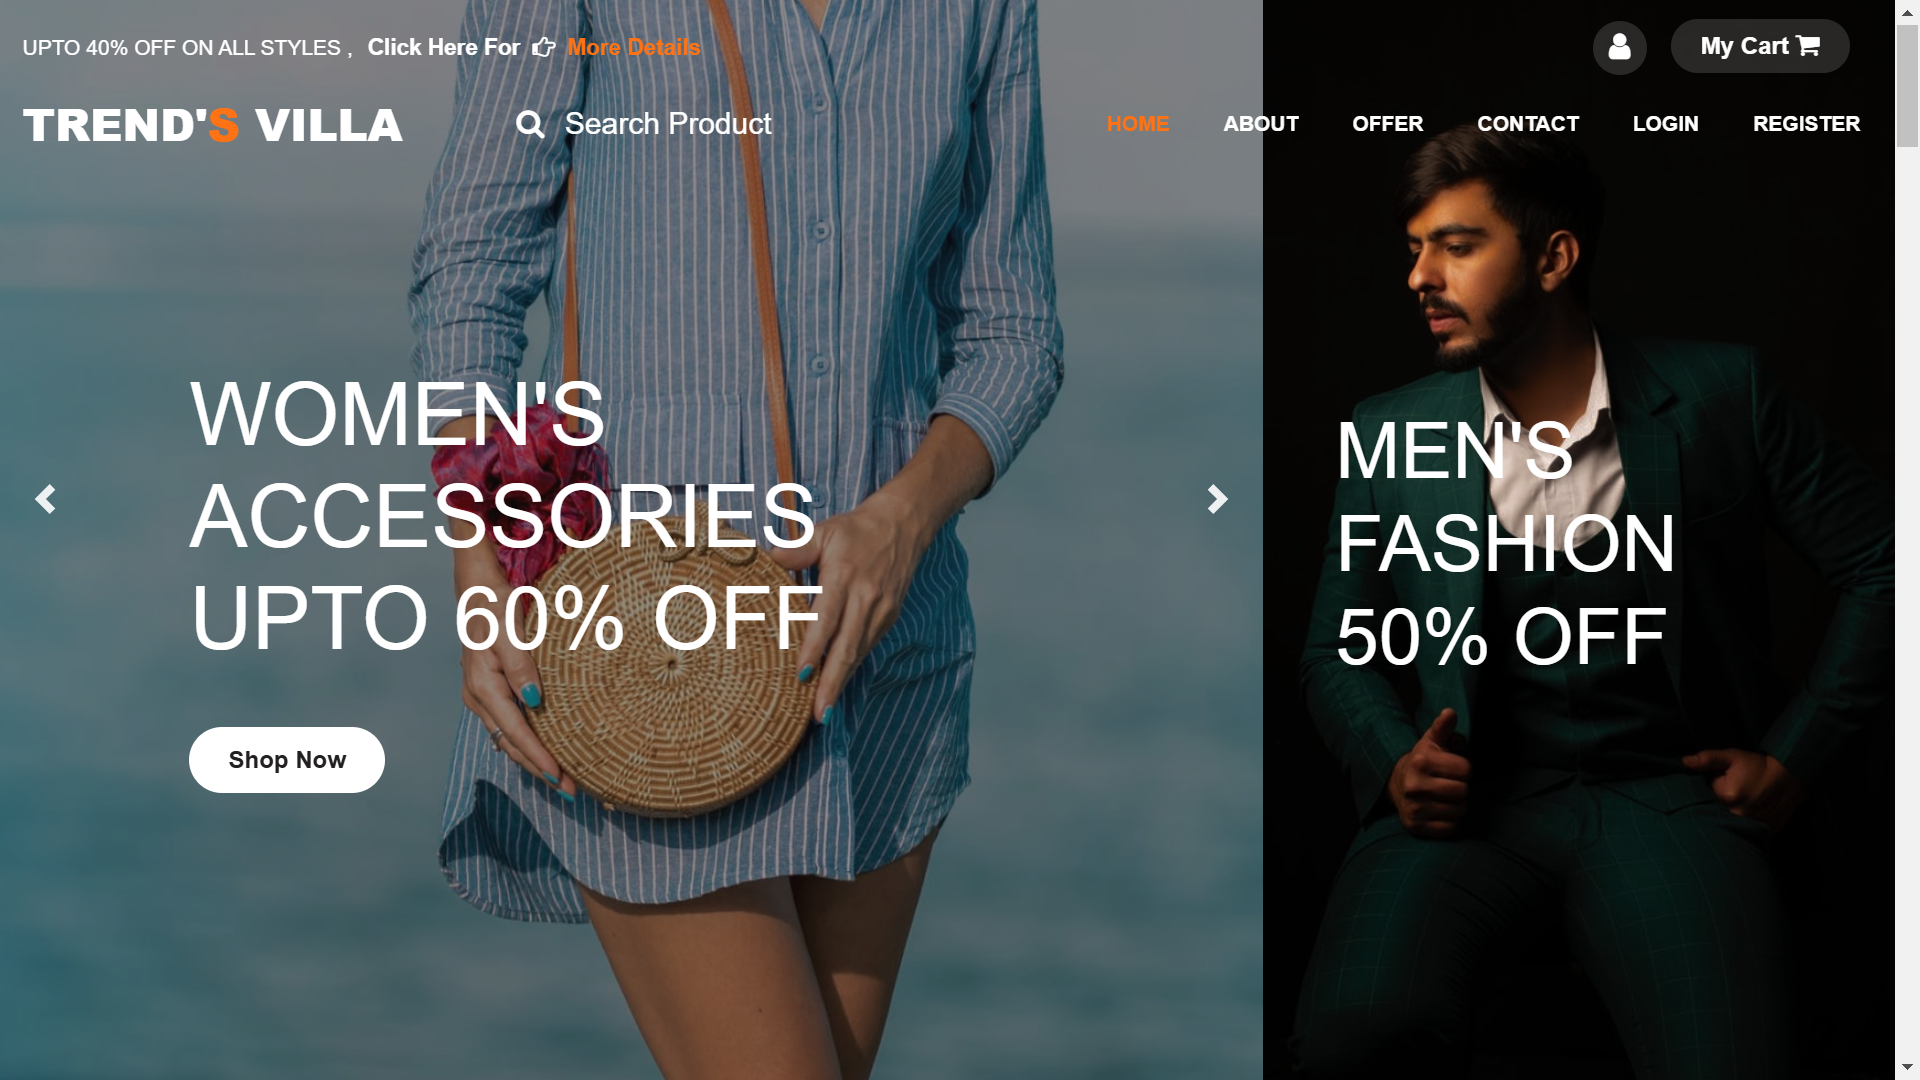 UPTO 40% OFF ON ALL STYLES , Click Here For More Details
My Cart
TREND'S VILLA
Search Product
HOME ABOUT OFFER CONTACT LOGIN REGISTER
WOMEN'S
ACCESSORIES
UPTO 60% OFF
Shop Now
MEN'S
FASHION
50% OFF